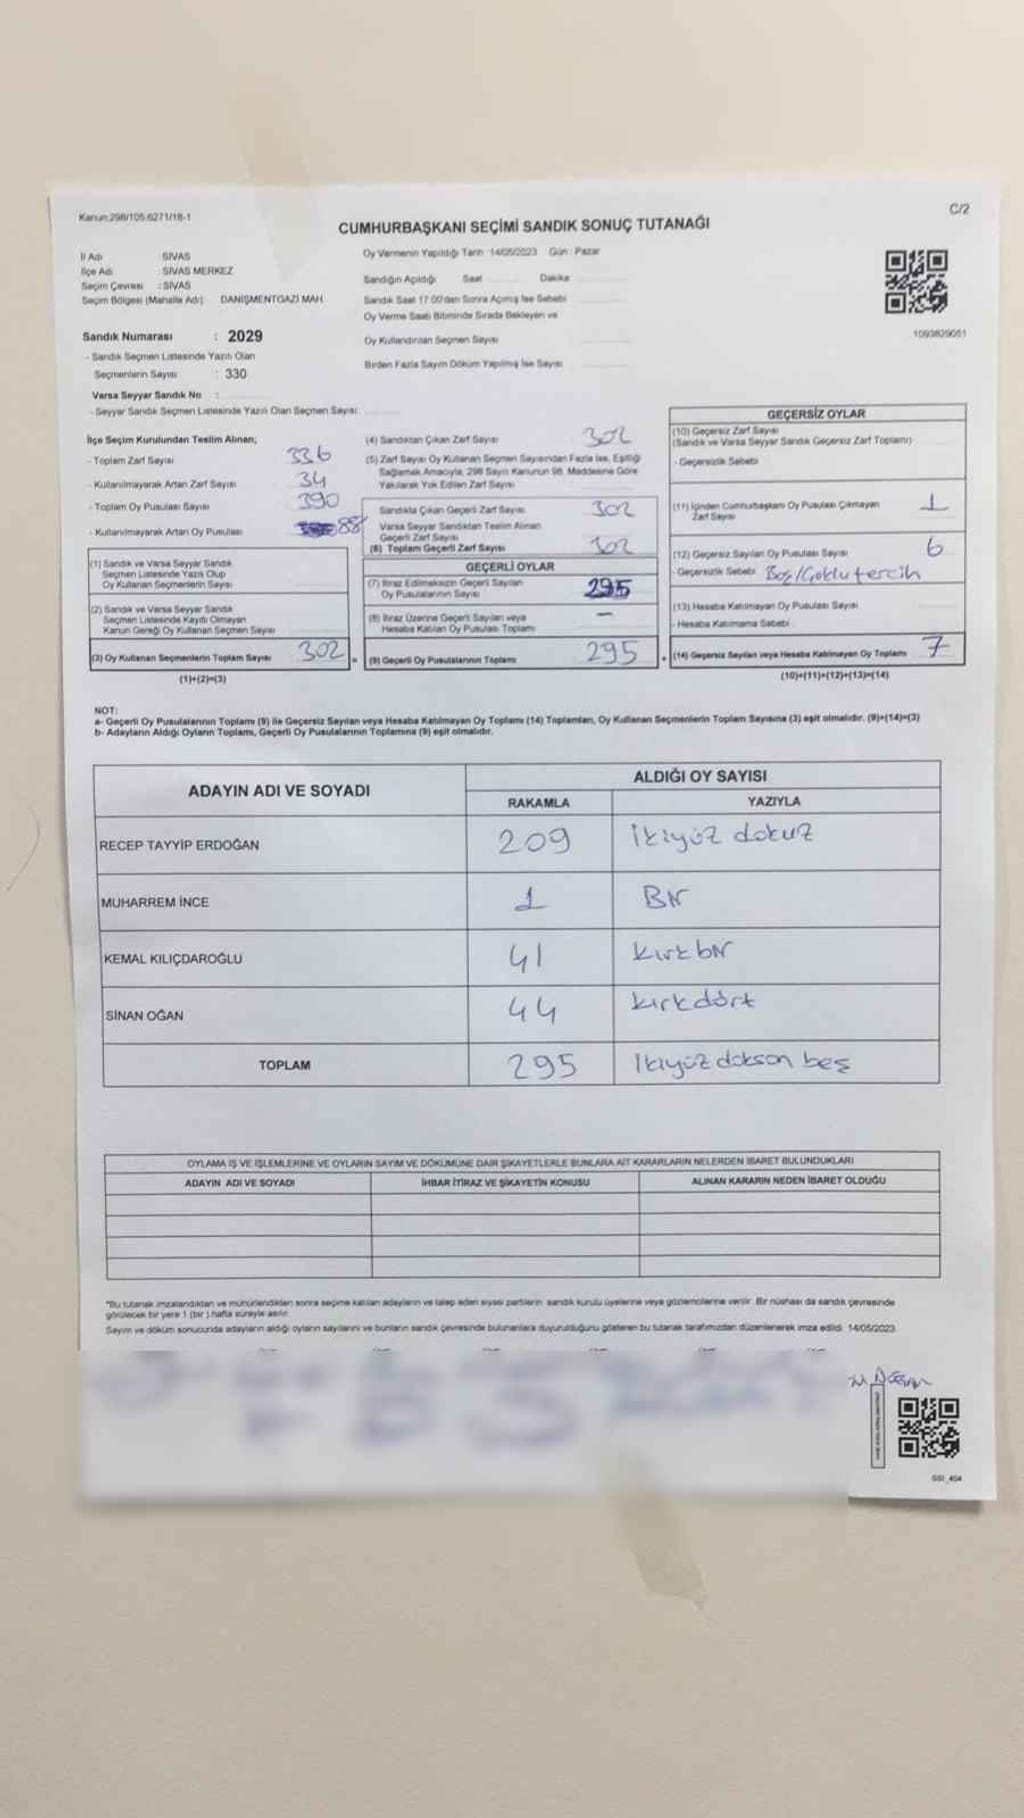 Kanun:298/105.6271/18-1
C/2
CUMHURBAŞKANI SEÇİMİ SANDIK SONUÇ TUTANAĞI
İl Adı SİVAS
İlçe Adı : SİVAS MERKEZ
Seçim Çevresi : SİVAS
Seçim Bölgesi (Mahalle Adı) DANİŞMENTGAZİ MAH.
Oy Vermenin Yapıldığı Tarih : 14/05/2023 Gün : Pazar
Sandığın Açıldığı Saat Dakika
Sandık Saat 17.00'dan Sonra Açılmış İse Sebebi
Oy Verme Saati Bitiminde Sırada Bekleyen ve
Oy Kullandırılan Seçmen Sayısı
Birden Fazla Sayım Döküm Yapılmış İse Sayısı
1093829051
Sandık Numarası : 2029
- Sandık Seçmen Listesinde Yazılı Olan
Seçmenlerin Sayısı : 330
Varsa Seyyar Sandık No :
- Seyyar Sandık Seçmen Listesinde Yazılı Olan Seçmen Sayısı:
İlçe Seçim Kurulundan Teslim Alınan;
- Toplam Zarf Sayısı 336
- Kullanılmayarak Artan Zarf Sayısı 34
- Toplam Oy Pusulası Sayısı 390
- Kullanılmayarak Artan Oy Pusulası 88
(1) Sandık ve Varsa Seyyar Sandık
Seçmen Listesinde Yazılı Olup
Oy Kullanan Seçmenlerin Sayısı
(2) Sandık ve Varsa Seyyar Sandık
Seçmen Listesinde Kayıtlı Olmayan
Kanun Gereği Oy Kullanan Seçmen Sayısı
(3) Oy Kullanan Seçmenlerin Toplam Sayısı 302
(1)+(2)=(3)
(4) Sandıktan Çıkan Zarf Sayısı 302
(5) Zarf Sayısı Oy Kullanan Seçmen Sayısından Fazla İse, Eşitliği
Sağlamak Amacıyla, 298 Sayılı Kanunun 98. Maddesine Göre
Yakılarak Yok Edilen Zarf Sayısı
Sandıkta Çıkan Geçerli Zarf Sayısı 302
Varsa Seyyar Sandıktan Teslim Alınan
Geçerli Zarf Sayısı
(6) Toplam Geçerli Zarf Sayısı 302
GEÇERLİ OYLAR
(7) İtiraz Edilmeksizin Geçerli Sayılan
Oy Pusulalarının Sayısı 295
(8) İtiraz Üzerine Geçerli Sayılan veya
Hesaba Katılan Oy Pusulası Toplamı –
(9) Geçerli Oy Pusulalarının Toplamı 295
GEÇERSİZ OYLAR
(10) Geçersiz Zarf Sayısı
(Sandık ve Varsa Seyyar Sandık Geçersiz Zarf Toplamı)
- Geçersizlik Sebebi
(11) İçinden Cumhurbaşkanı Oy Pusulası Çıkmayan
Zarf Sayısı 1
(12) Geçersiz Sayılan Oy Pusulası Sayısı 6
- Geçersizlik Sebebi Boş/Çoklu tercih
(13) Hesaba Katılmayan Oy Pusulası Sayısı
- Hesaba Katılmama Sebebi
(14) Geçersiz Sayılan veya Hesaba Katılmayan Oy Toplamı 7
(10)+(11)+(12)+(13)=(14)
NOT:
a- Geçerli Oy Pusulalarının Toplamı (9) ile Geçersiz Sayılan veya Hesaba Katılmayan Oy Toplamı (14) Toplamları, Oy Kullanan Seçmenlerin Toplam Sayısına (3) eşit olmalıdır. (9)+(14)=(3)
b- Adayların Aldığı Oyların Toplamı, Geçerli Oy Pusulalarının Toplamına (9) eşit olmalıdır.
ADAYIN ADI VE SOYADI
ALDIĞI OY SAYISI
RAKAMLA YAZIYLA
RECEP TAYYİP ERDOĞAN 209 ikiyüz dokuz
MUHARREM İNCE 1 Bir
KEMAL KILIÇDAROĞLU 41 kırk bir
SİNAN OĞAN 44 kırk dört
TOPLAM 295 İkiyüz dokson beş
OYLAMA İŞ VE İŞLEMLERİNE VE OYLARIN SAYIM VE DÖKÜMÜNE DAİR ŞİKAYETLERLE BUNLARA AİT KARARLARIN NELERDEN İBARET BULUNDUKLARI
ADAYIN ADI VE SOYADI İHBAR İTİRAZ VE ŞİKAYETİN KONUSU ALINAN KARARIN NEDEN İBARET OLDUĞU
*Bu tutanak imzalandıktan ve mühürlendikten sonra seçime katılan adayların ve talep eden siyasi partilerin sandık kurulu üyelerine veya gözlemcilerine verilir. Bir nüshası da sandık çevresinde
görülecek bir yere 1 (bir) hafta süreyle asılır.
Sayım ve döküm sonucunda adayların aldığı oyların sayılarını ve bunların sandık çevresinde bulunanlara duyurulduğunu gösteren bu tutanak tarafımızdan düzenlenerek imza edildi. 14/05/2023